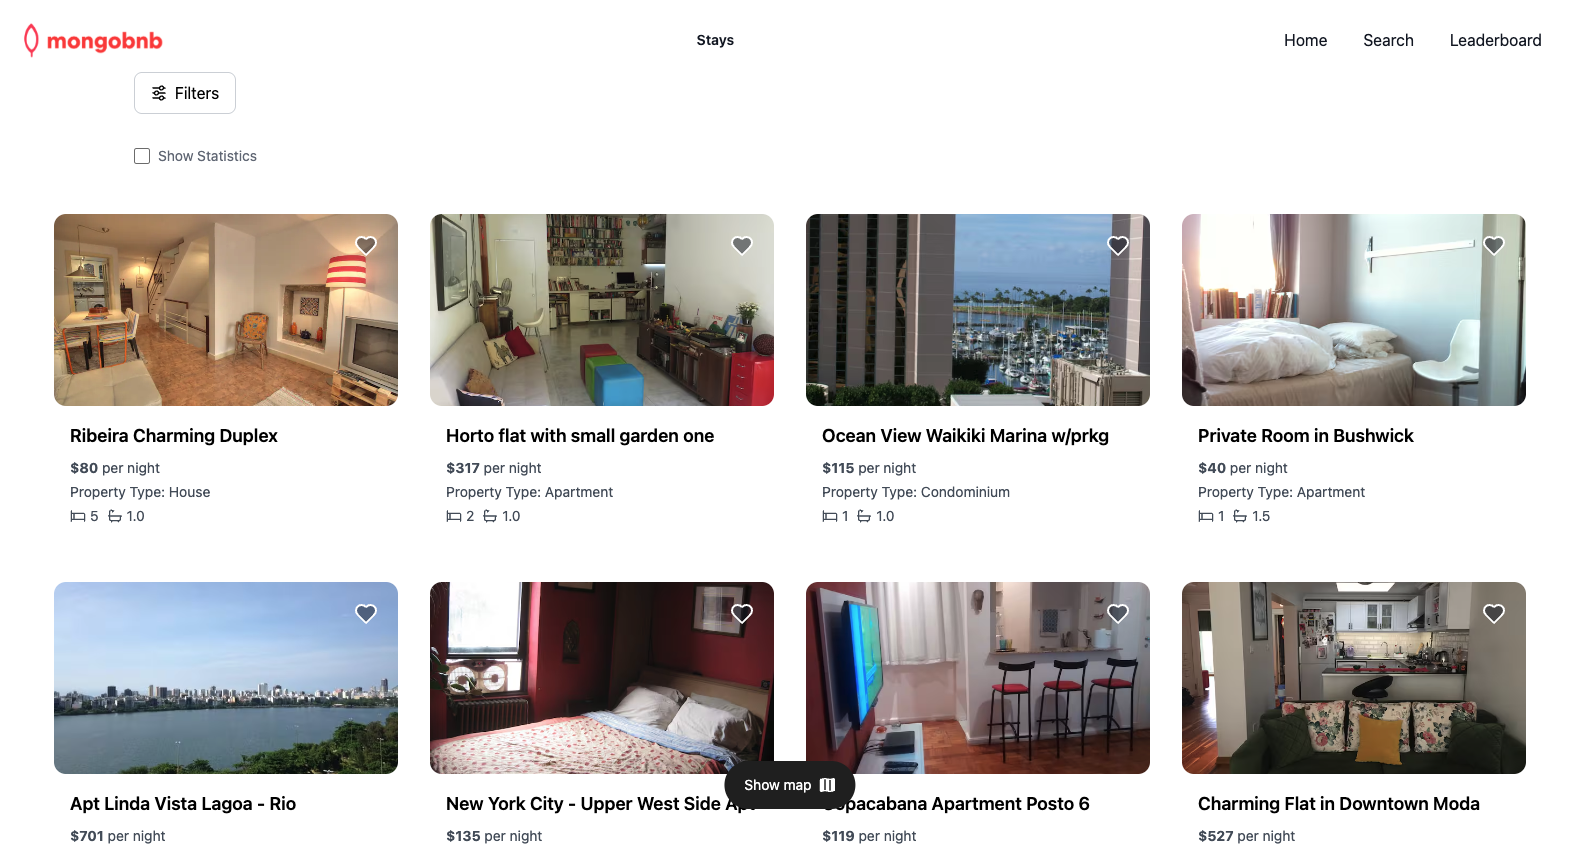 mongobnb
Stays
Home
Search
Leaderboard
Filters
Show Statistics
Ribeira Charming Duplex
$80 per night
Property Type: House
5 1.0
Horto flat with small garden one
$317 per night
Property Type: Apartment
2 1.0
Ocean View Waikiki Marina w/prkg
$115 per night
Property Type: Condominium
1 1.0
Private Room in Bushwick
$40 per night
Property Type: Apartment
1 1.5
Apt Linda Vista Lagoa - Rio
$701 per night
New York City - Upper West Side Apt
$135 per night
Show map
Copacabana Apartment Posto 6
$119 per night
Charming Flat in Downtown Moda
$527 per night